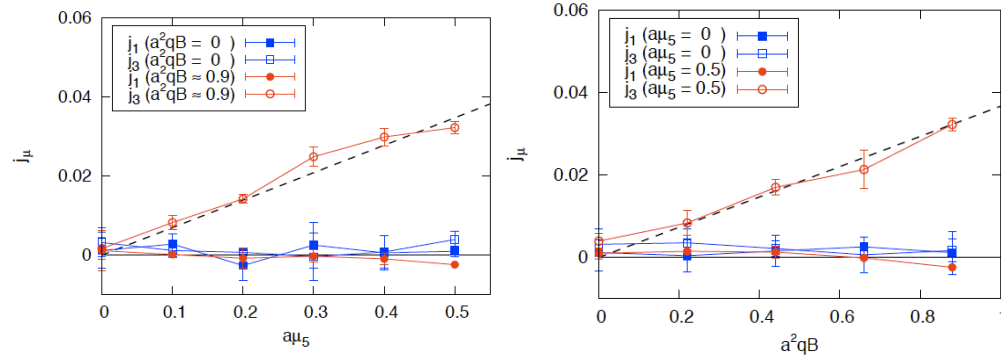 0.06
0.04
0.02
0
j₁ (a²qB = 0 )
j₃ (a²qB = 0 )
j₁ (a²qB ≈ 0.9)
j₃ (a²qB ≈ 0.9)
j_μ
0 0.1 0.2 0.3 0.4 0.5
aμ₅
0.06
0.04
0.02
0
j₁ (aμ₅ = 0 )
j₃ (aμ₅ = 0 )
j₁ (aμ₅ = 0.5)
j₃ (aμ₅ = 0.5)
j_μ
0 0.2 0.4 0.6 0.8 1
a²qB